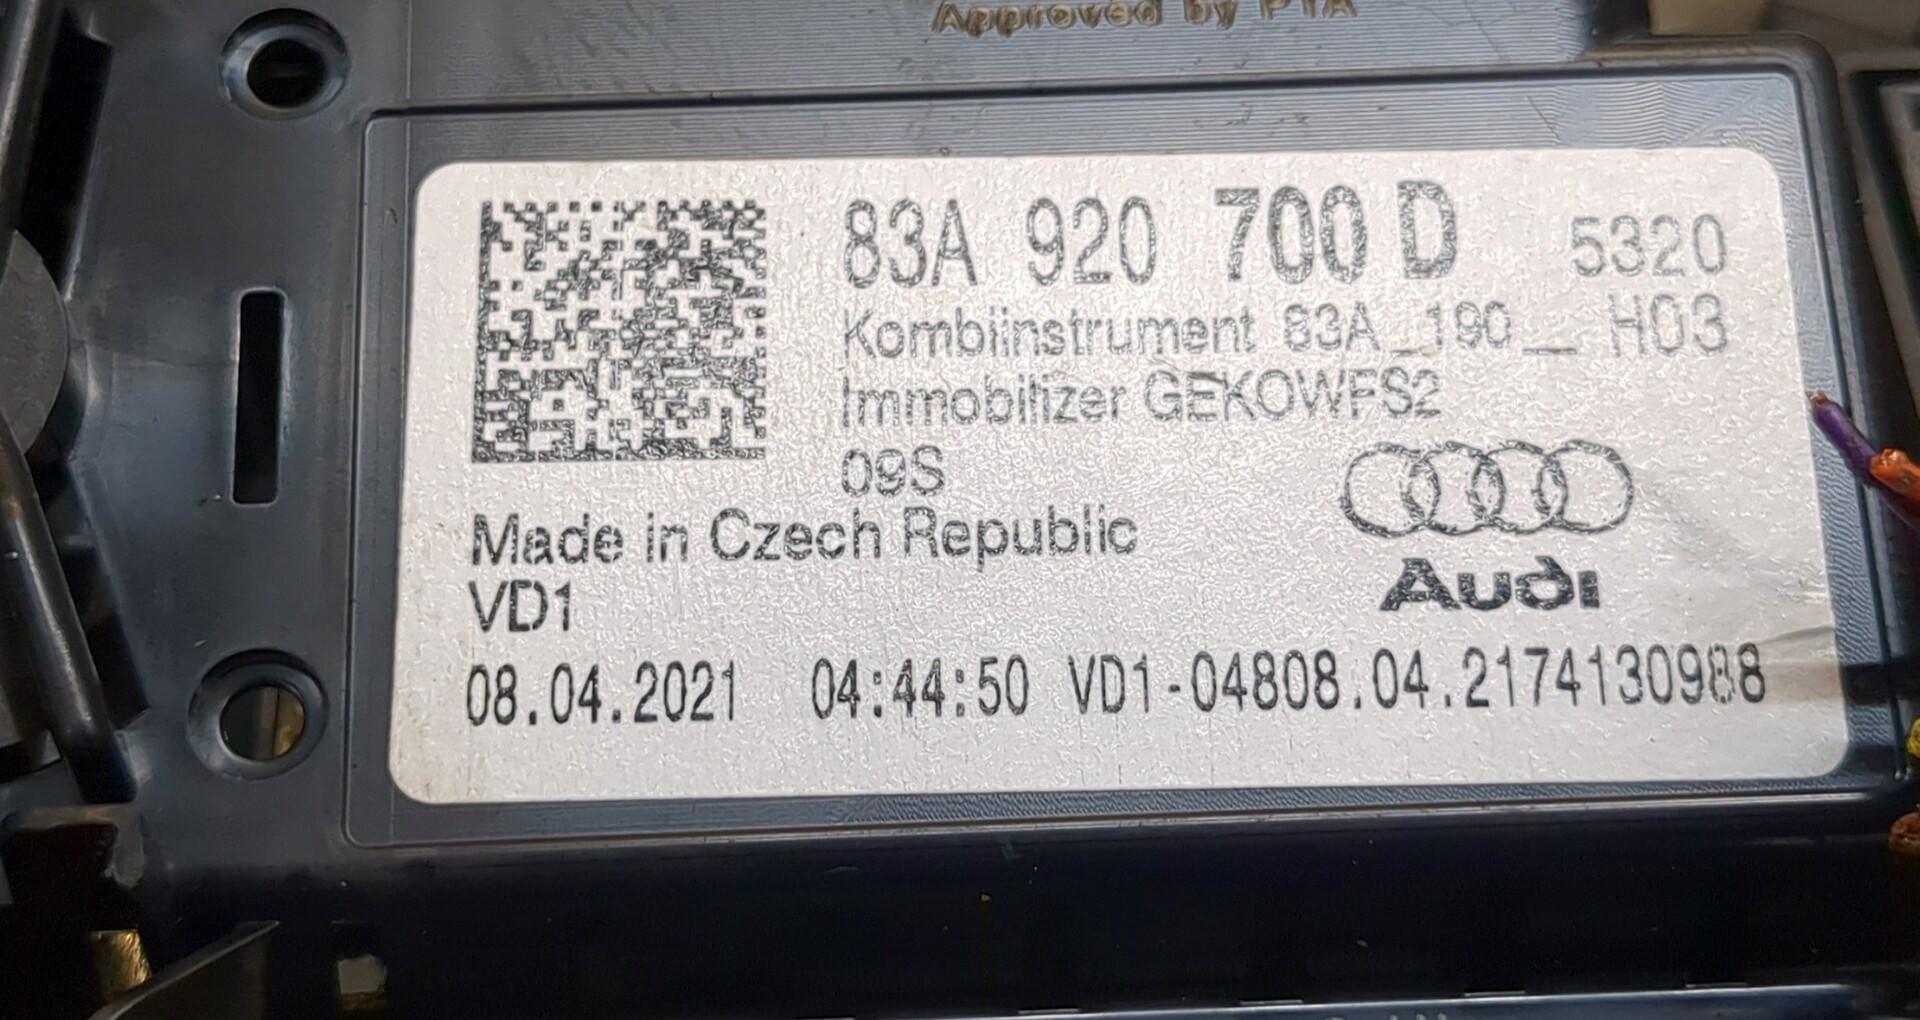 Approved by PTA
83A 920 700 D 5320
Kombiinstrument 83A_190__ H03
Immobilizer GEKOWFS2
09S
Made in Czech Republic
Audi
VD1
08.04.2021 04:44:50 VD1-04808.04.2174130988